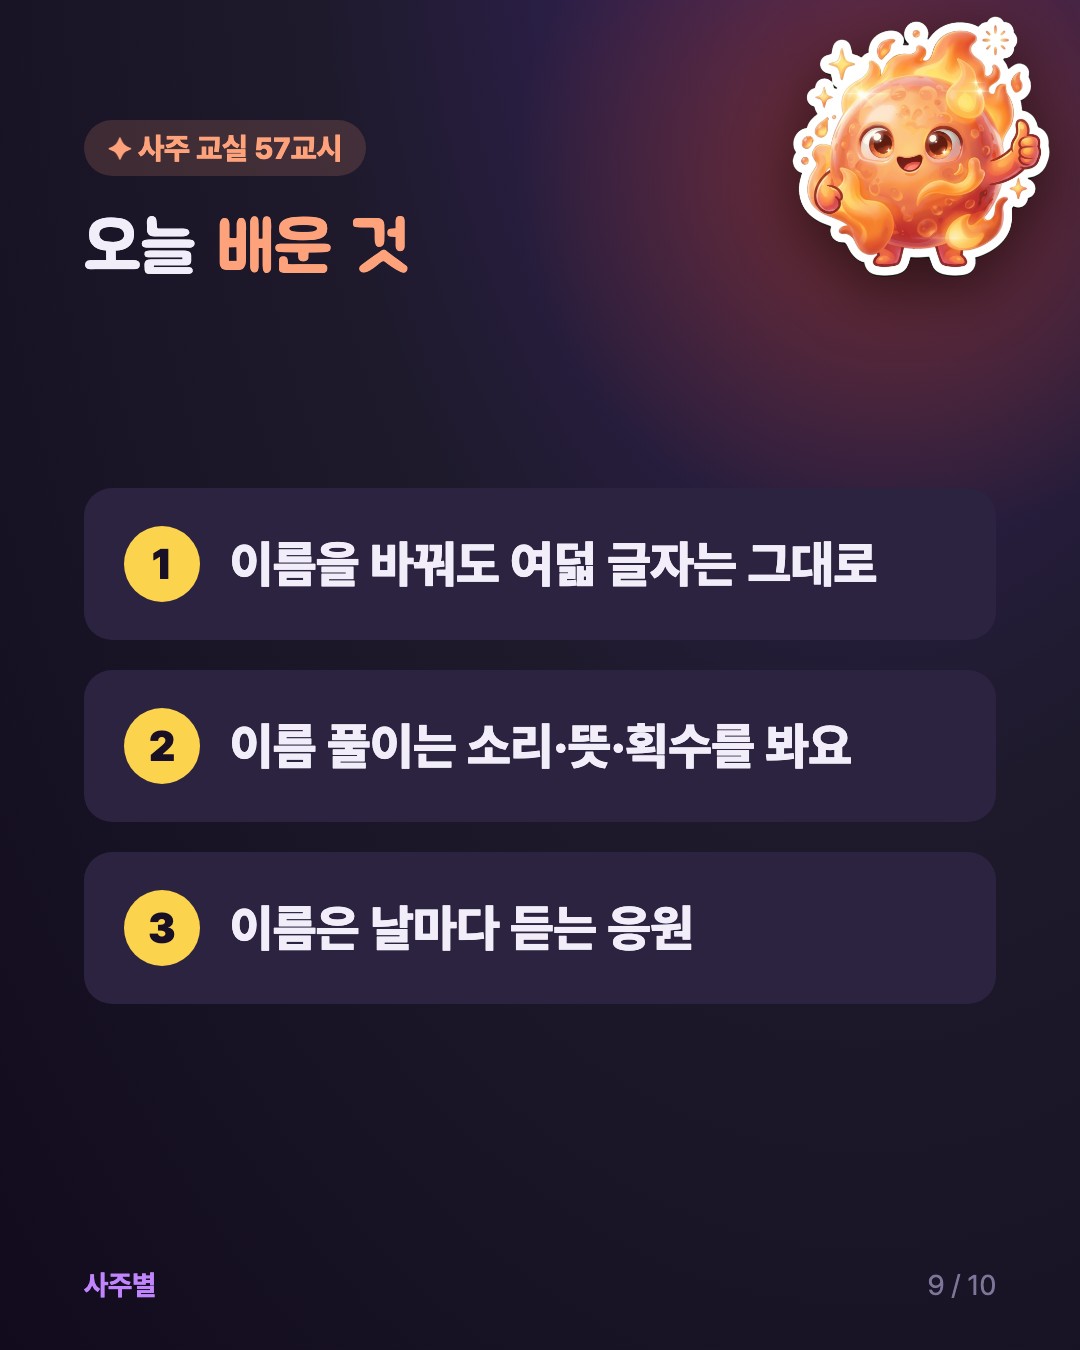 ✦ 사주 교실 57교시
오늘 배운 것
1 이름을 바꿔도 여덟 글자는 그대로
2 이름 풀이는 소리·뜻·획수를 봐요
3 이름은 날마다 듣는 응원
사주별
9 / 10